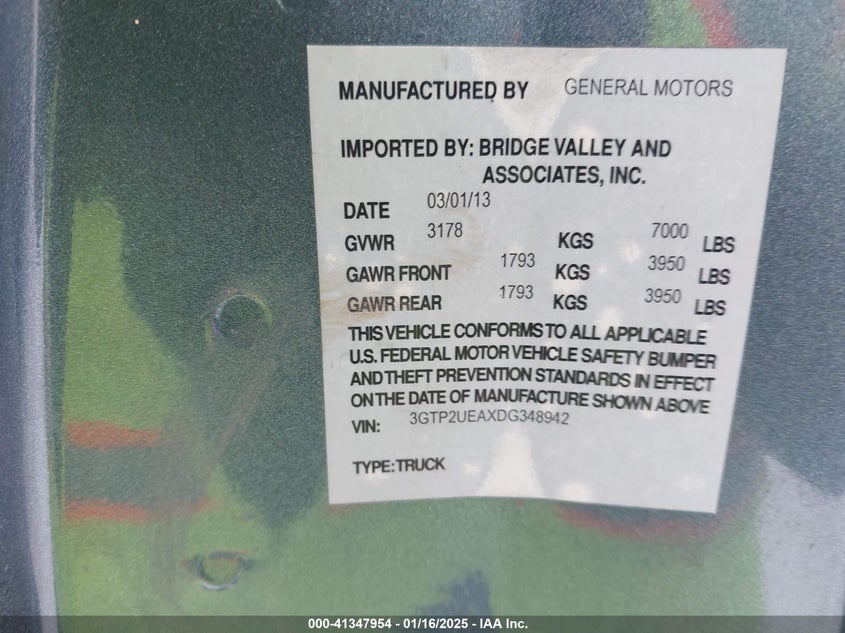 MANUFACTURED BY GENERAL MOTORS
IMPORTED BY: BRIDGE VALLEY AND
ASSOCIATES, INC.
DATE 03/01/13
GVWR 3178 KGS 7000 LBS
GAWR FRONT 1793 KGS 3950 LBS
GAWR REAR 1793 KGS 3950 LBS
THIS VEHICLE CONFORMS TO ALL APPLICABLE
U.S. FEDERAL MOTOR VEHICLE SAFETY BUMPER
AND THEFT PREVENTION STANDARDS IN EFFECT
ON THE DATE OF MANUFACTURE SHOWN ABOVE
VIN: 3GTP2UEAXDG348942
TYPE: TRUCK
000-41347954 - 01/16/2025 - IAA Inc.